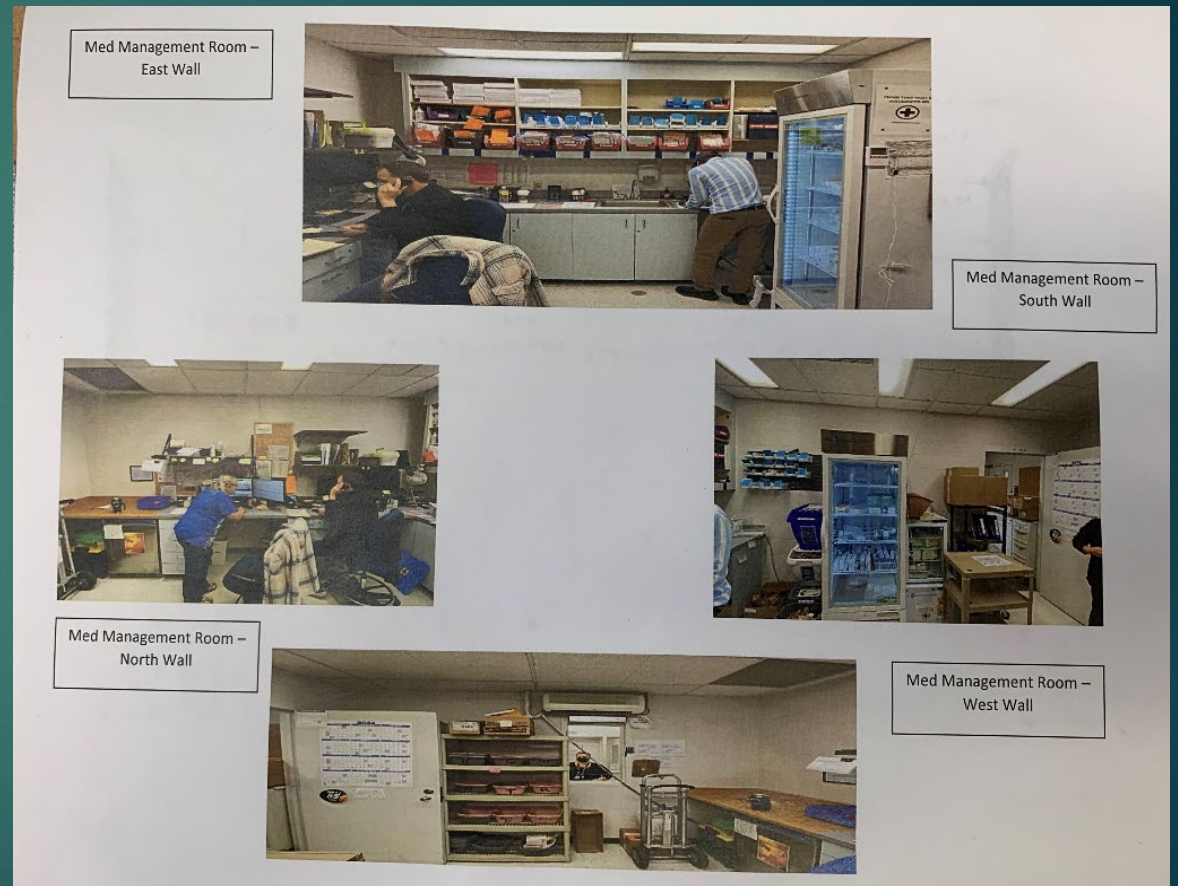 Med Management Room –
East Wall
Med Management Room –
South Wall
Med Management Room –
North Wall
Med Management Room –
West Wall